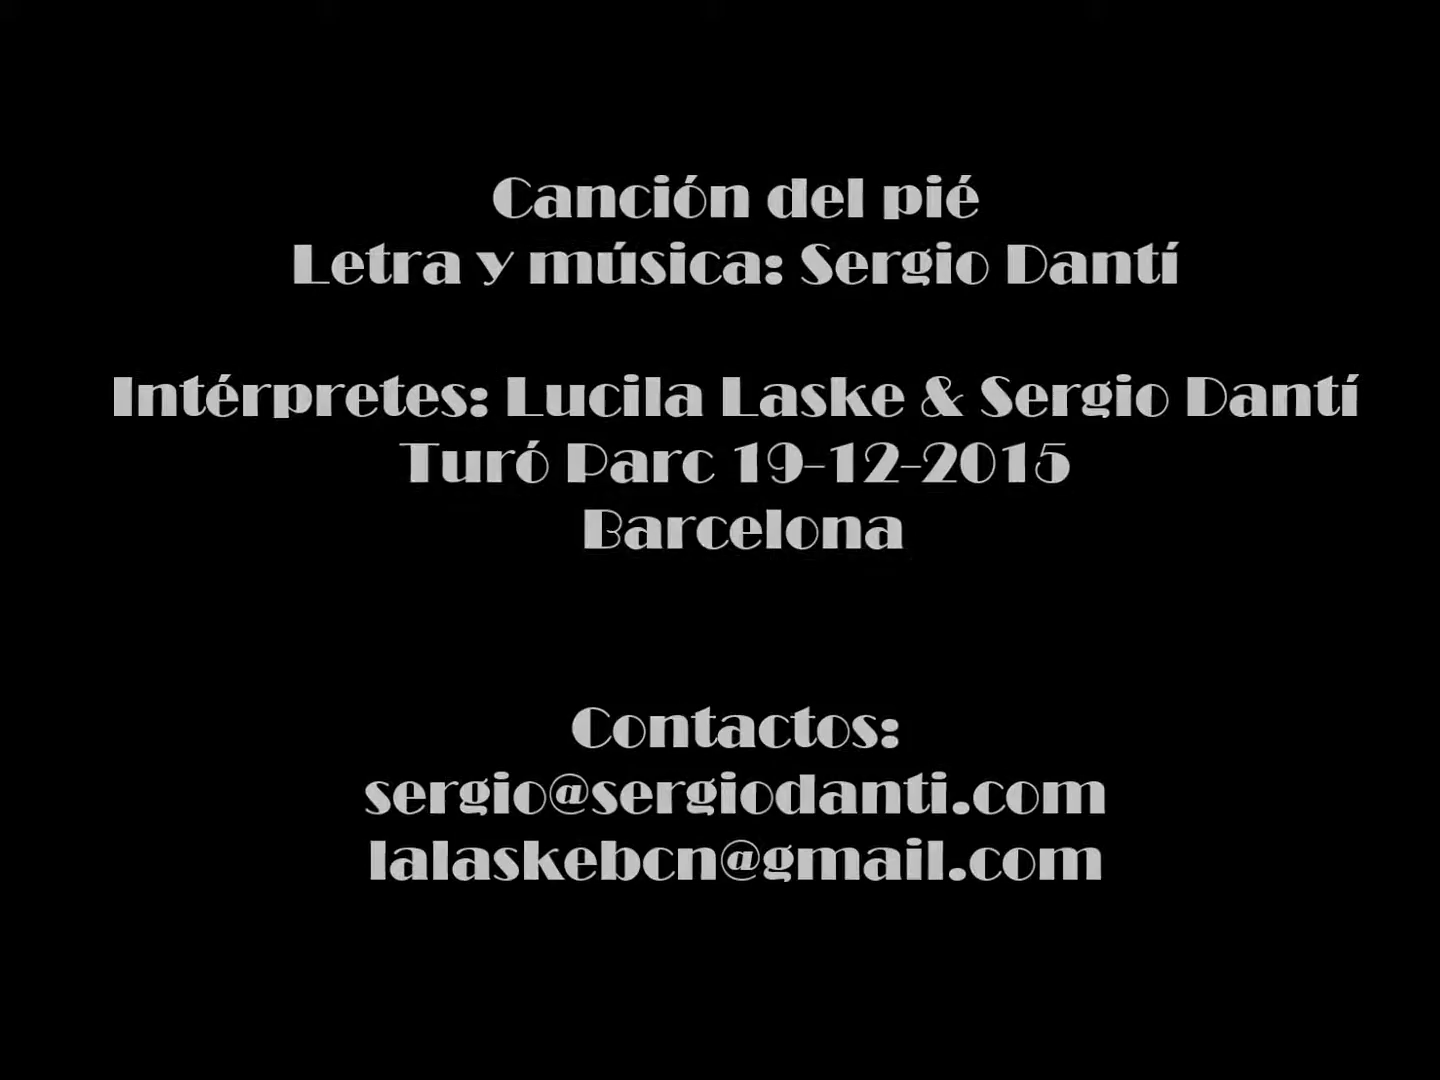 Canción del pié
Letra y música: Sergio Dantí
Intérpretes: Lucila Laske & Sergio Dantí
Turó Parc 19-12-2015
Barcelona
Contactos:
sergio@sergiodanti.com
lalaskebcn@gmail.com